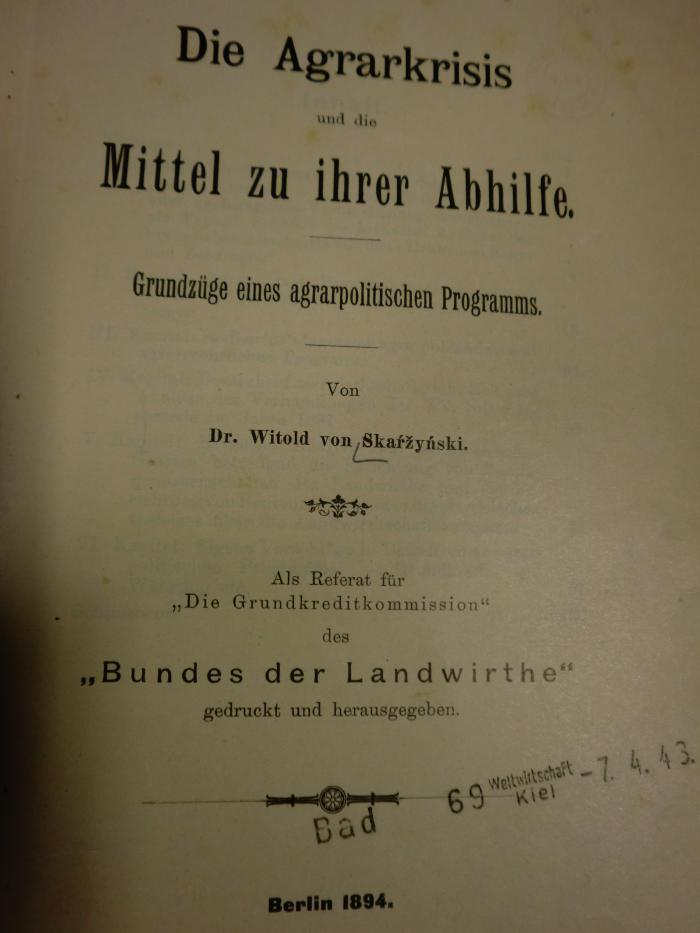 Die Agrarkrisis
und die
Mittel zu ihrer Abhilfe.
Grundzüge eines agrarpolitischen Programms.
Von
Dr. Witold von Skaŕżyński.
Als Referat für
„Die Grundkreditkommission“
des
„Bundes der Landwirthe“
gedruckt und herausgegeben.
69 Weltwirtschaft Kiel - 7. 4. 43.
Bad
Berlin 1894.